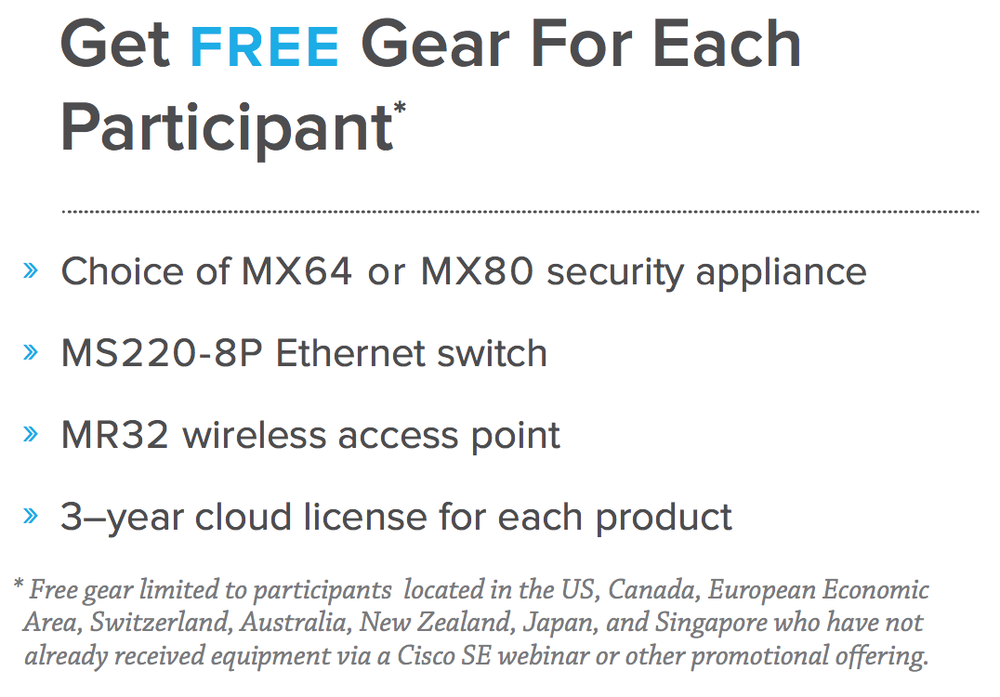 Get FREE Gear For Each
Participant*
» Choice of MX64 or MX80 security appliance
» MS220-8P Ethernet switch
» MR32 wireless access point
» 3–year cloud license for each product
* Free gear limited to participants located in the US, Canada, European Economic
Area, Switzerland, Australia, New Zealand, Japan, and Singapore who have not
already received equipment via a Cisco SE webinar or other promotional offering.